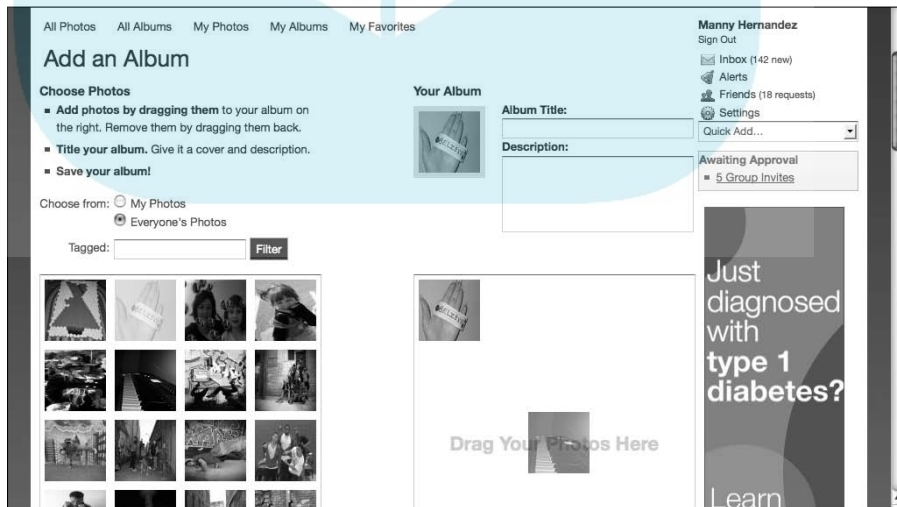 All Photos All Albums My Photos My Albums My Favorites
Add an Album
Choose Photos
Add photos by dragging them to your album on
the right. Remove them by dragging them back.
Title your album. Give it a cover and description.
Save your album!
Choose from: My Photos
Everyone's Photos
Tagged: Filter
Your Album
Album Title:
Description:
Drag Your Photos Here
Manny Hernandez
Sign Out
Inbox (142 new)
Alerts
Friends (18 requests)
Settings
Quick Add...
Awaiting Approval
5 Group Invites
Just
diagnosed
with
type 1
diabetes?
Learn